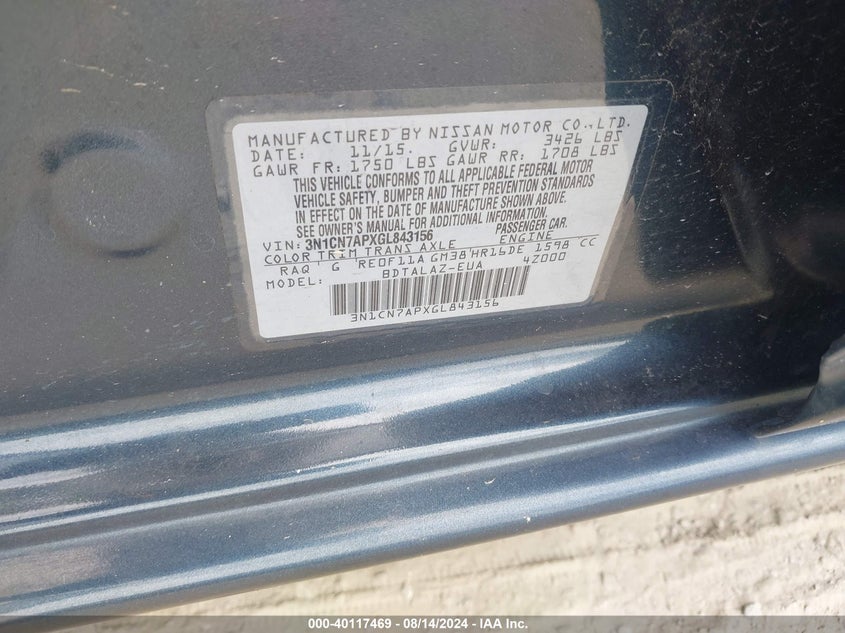 MANUFACTURED BY NISSAN MOTOR CO., LTD.
DATE: 11/15. GVWR: 3426 LBS
GAWR FR: 1750 LBS GAWR RR: 1708 LBS
THIS VEHICLE CONFORMS TO ALL APPLICABLE FEDERAL MOTOR
VEHICLE SAFETY, BUMPER AND THEFT PREVENTION STANDARDS
IN EFFECT ON THE DATE OF MANUFACTURE SHOWN ABOVE.
SEE OWNER'S MANUAL FOR ADDITIONAL INFORMATION.
VIN: 3N1CN7APXGL843156 PASSENGER CAR.
COLOR TRIM TRANS AXLE ENGINE
RAQ G RE0F11A GM38 HR16DE 1598 CC
MODEL: BDTALAZ-EUA 4Z000
3N1CN7APXGL843156
000-40117469 - 08/14/2024 - IAA Inc.